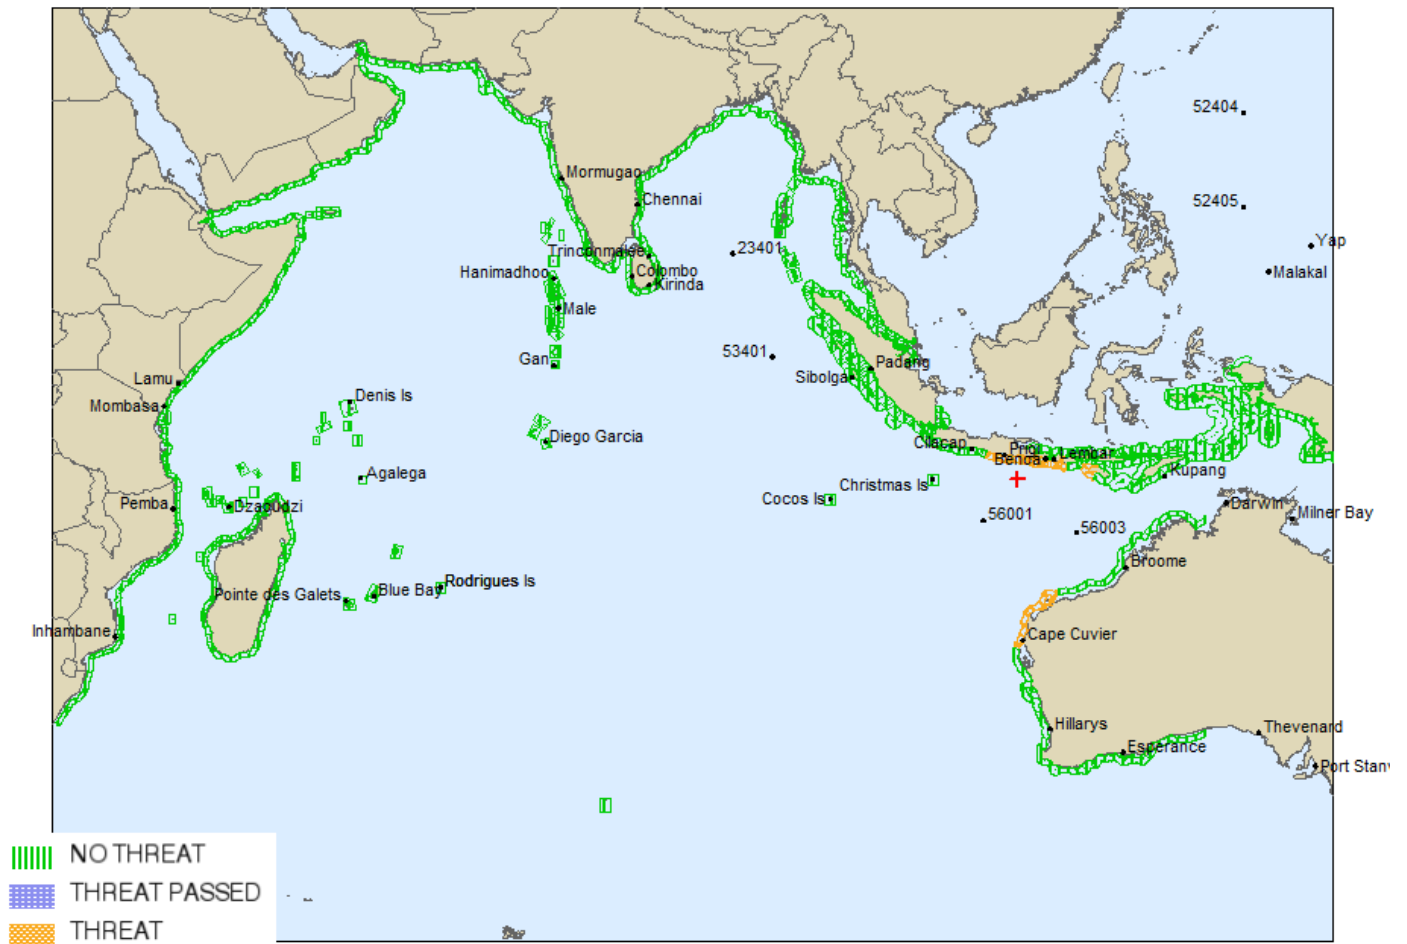 52404
Mormugao
Chennai
52405
Yap
Trinconmalee
23401
Hanimadhoo
Colombo
Malakal
Kirinda
Male
53401
Gan
Padang
Sibolga
Lamu
Denis Is
Mombasa
Diego Garcia
Cilacap
Prigi
Lembar
Benoa
Kupang
Agalega
Christmas Is
Cocos Is
Pemba
Dzaoudzi
Darwin
Milner Bay
56001
56003
Broome
Rodrigues Is
Pointe des Galets
Blue Bay
Inhambane
Cape Cuvier
Hillarys
Thevenard
Esperance
Port Stanv
NO THREAT
THREAT PASSED
THREAT